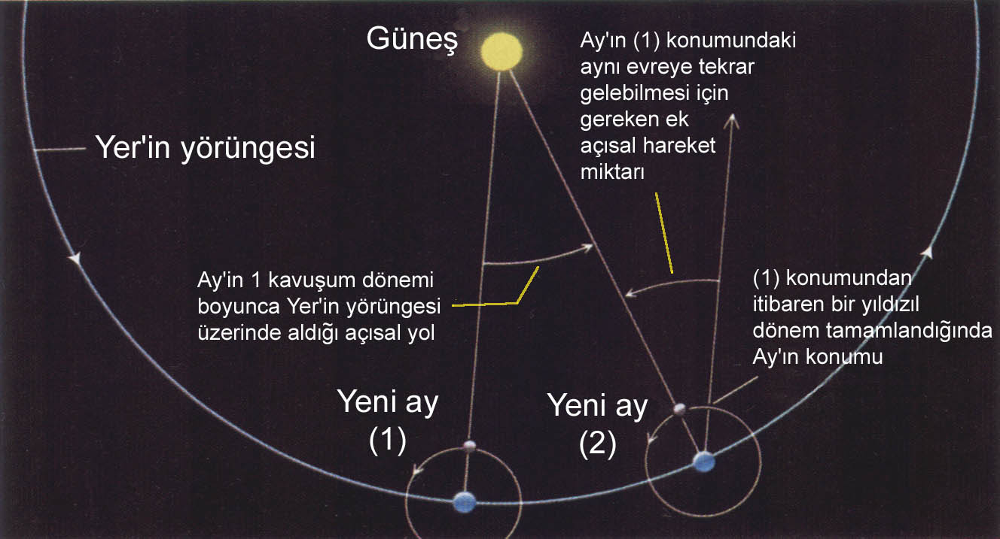 Güneş
Ay'ın (1) konumundaki
aynı evreye tekrar
gelebilmesi için
gereken ek
açısal hareket
miktarı
Yer'in yörüngesi
Ay'in 1 kavuşum dönemi
boyunca Yer'in yörüngesi
üzerinde aldığı açısal yol
(1) konumundan
itibaren bir yıldızıl
dönem tamamlandığında
Ay'ın konumu
Yeni ay
(1)
Yeni ay
(2)